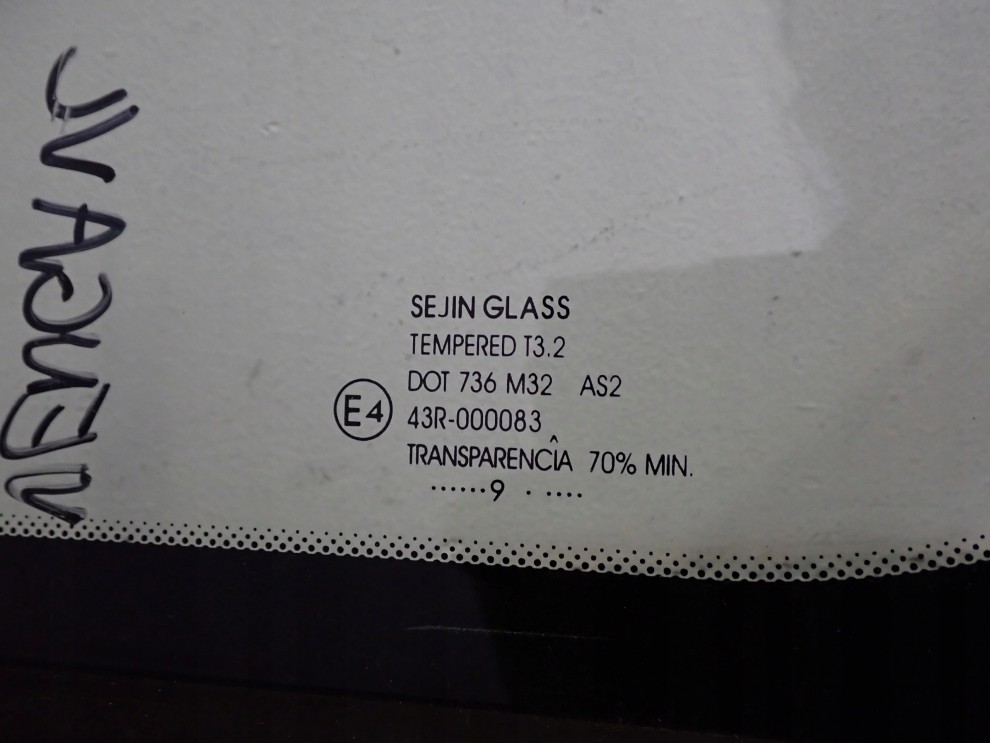 SEJIN GLASS
TEMPERED T3.2
DOT 736 M32 AS2
E4
43R-000083
TRANSPARENCÎA 70% MIN.
······9 · ····